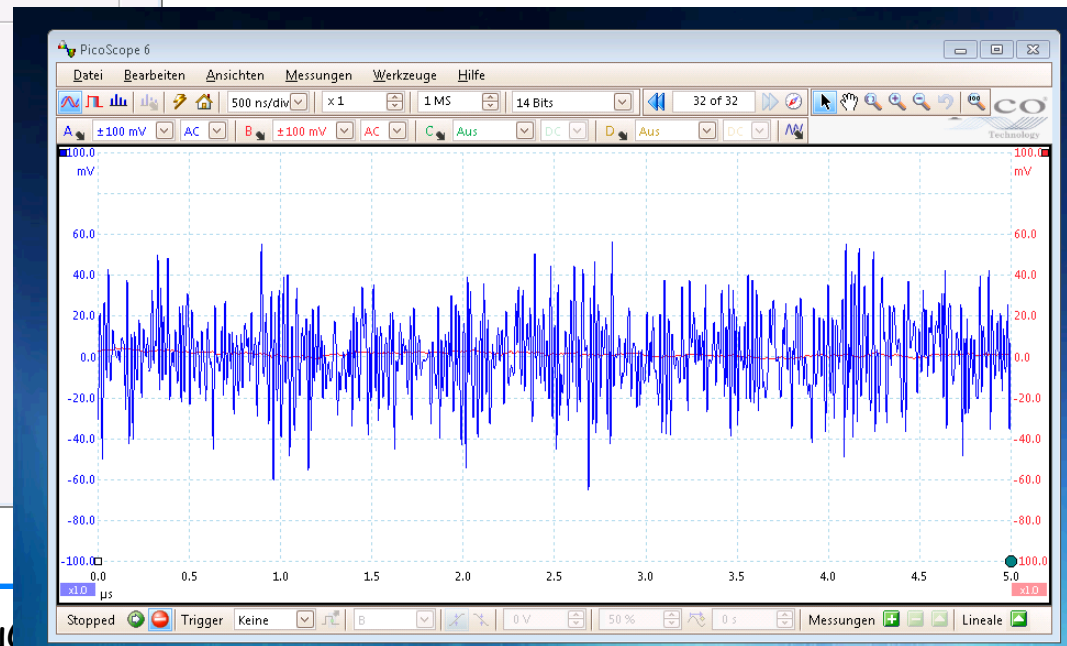 PicoScope 6
Datei Bearbeiten Ansichten Messungen Werkzeuge Hilfe
500 ns/div x 1 1 MS 14 Bits 32 of 32
A ±100 mV AC B ±100 mV AC C Aus DC D Aus DC
CO
Technology
100.0 100.0
mV mV
60.0 60.0
40.0 40.0
20.0 20.0
0.0 0.0
-20.0 -20.0
-40.0 -40.0
-60.0 -60.0
-80.0 -80.0
-100.0 100.0
0.0 0.5 1.0 1.5 2.0 2.5 3.0 3.5 4.0 4.5 5.0
x1.0 µs x1.0
Stopped Trigger Keine B 0 V 50 % 0 s Messungen Lineale